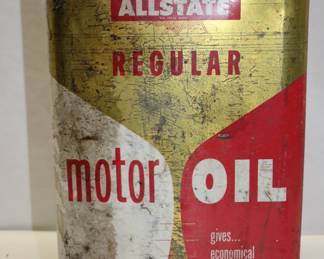 ALLSTATE
REGULAR
motor OIL
gives...
economical